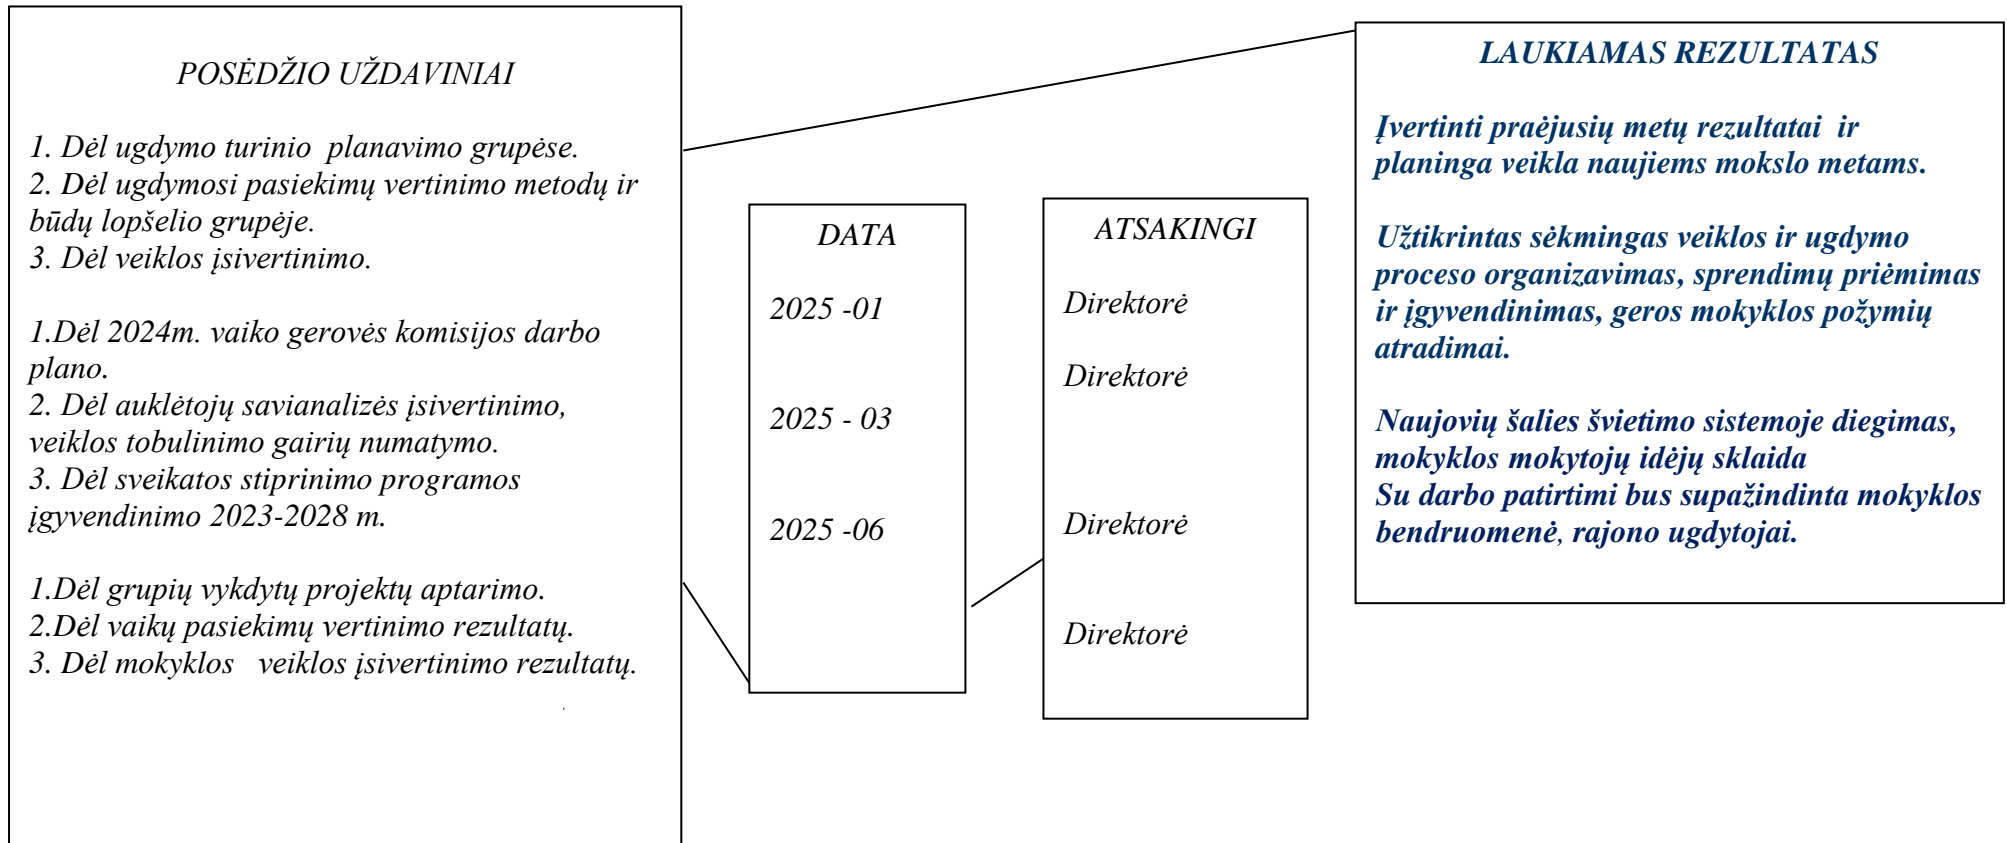 POSĖDŽIO UŽDAVINIAI
1. Dėl ugdymo turinio planavimo grupėse.
2. Dėl ugdymosi pasiekimų vertinimo metodų ir
būdų lopšelio grupėje.
3. Dėl veiklos įsivertinimo.
1.Dėl 2024m. vaiko gerovės komisijos darbo
plano.
2. Dėl auklėtojų savianalizės įsivertinimo,
veiklos tobulinimo gairių numatymo.
3. Dėl sveikatos stiprinimo programos
įgyvendinimo 2023-2028 m.
1.Dėl grupių vykdytų projektų aptarimo.
2.Dėl vaikų pasiekimų vertinimo rezultatų.
3. Dėl mokyklos veiklos įsivertinimo rezultatų.
DATA
2025 -01
2025 - 03
2025 -06
ATSAKINGI
Direktorė
Direktorė
Direktorė
Direktorė
LAUKIAMAS REZULTATAS
Įvertinti praėjusių metų rezultatai ir
planinga veikla naujiems mokslo metams.
Užtikrintas sėkmingas veiklos ir ugdymo
proceso organizavimas, sprendimų priėmimas
ir įgyvendinimas, geros mokyklos požymių
atradimai.
Naujovių šalies švietimo sistemoje diegimas,
mokyklos mokytojų idėjų sklaida
Su darbo patirtimi bus supažindinta mokyklos
bendruomenė, rajono ugdytojai.